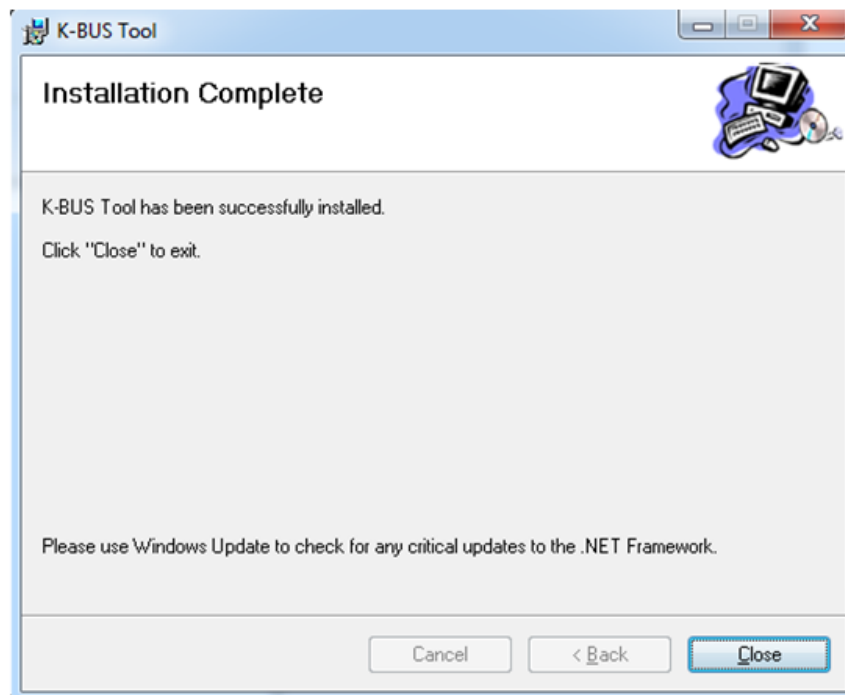 K-BUS Tool
Installation Complete
K-BUS Tool has been successfully installed.
Click "Close" to exit.
Please use Windows Update to check for any critical updates to the .NET Framework.
Cancel
< Back
Close